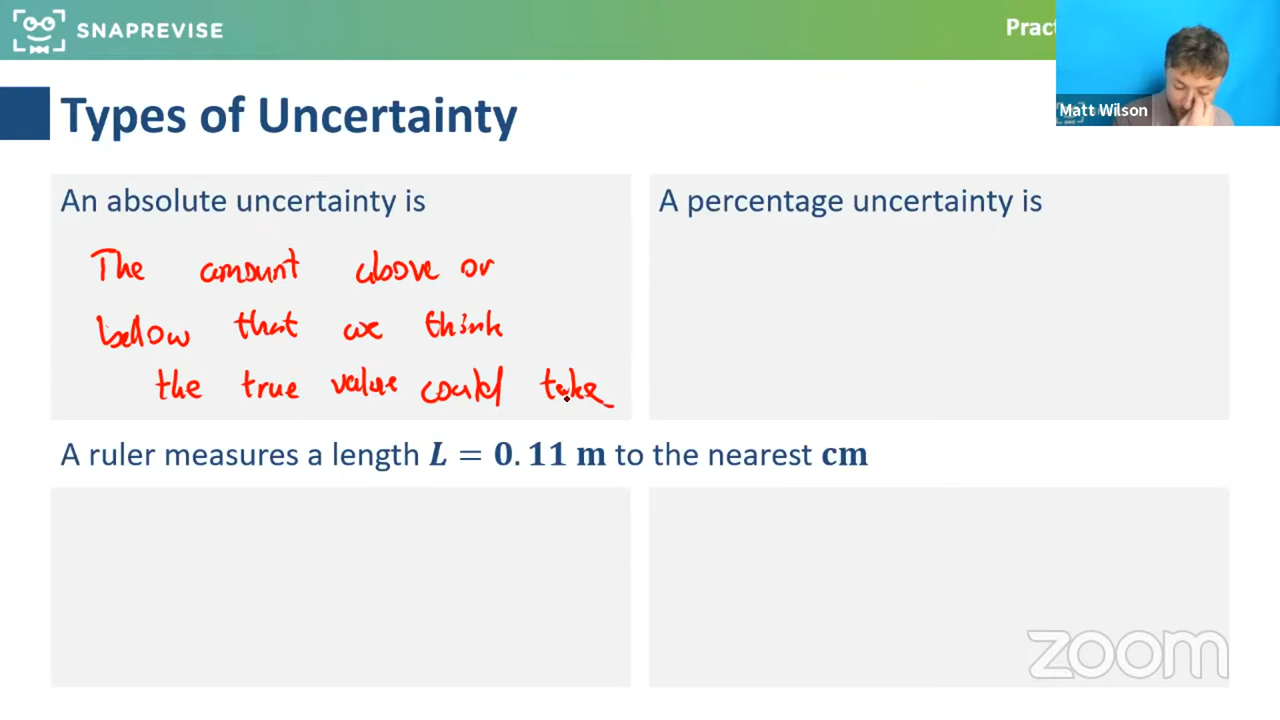 SNAPREVISE
Pract
Matt Wilson
Types of Uncertainty
An absolute uncertainty is
The amount above or
below that we think
the true value could take
A percentage uncertainty is
A ruler measures a length L = 0.11 m to the nearest cm
zoom